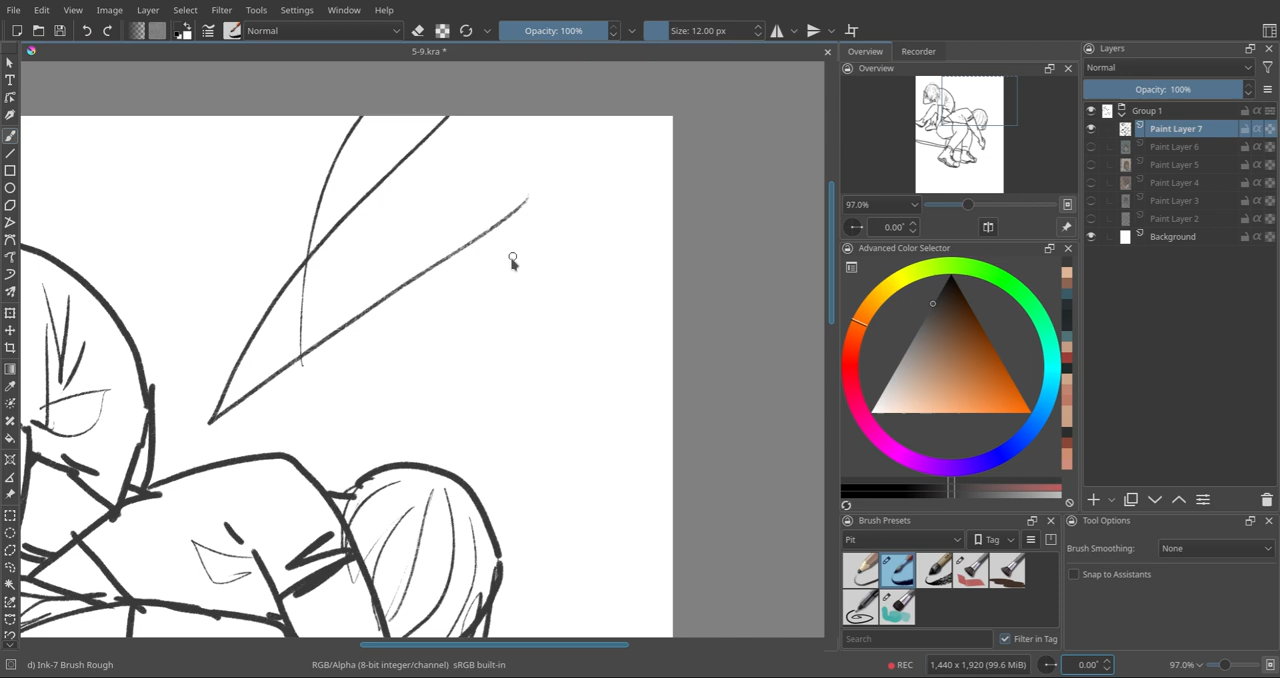 File Edit View Image Layer Select Filter Tools Settings Window Help
Normal Opacity: 100% Size: 12.00 px
5-9.kra *
Overview Recorder
Overview
97.0%
0.00°
Advanced Color Selector
Brush Presets
Pit Tag
Search Filter in Tag
Layers
Normal
Opacity: 100%
Group 1
Paint Layer 7
Paint Layer 6
Paint Layer 5
Paint Layer 4
Paint Layer 3
Paint Layer 2
Background
Tool Options
Brush Smoothing: None
Snap to Assistants
d) Ink-7 Brush Rough RGB/Alpha (8-bit integer/channel) sRGB built-in REC 1,440 x 1,920 (99.6 MiB) 0.00° 97.0%